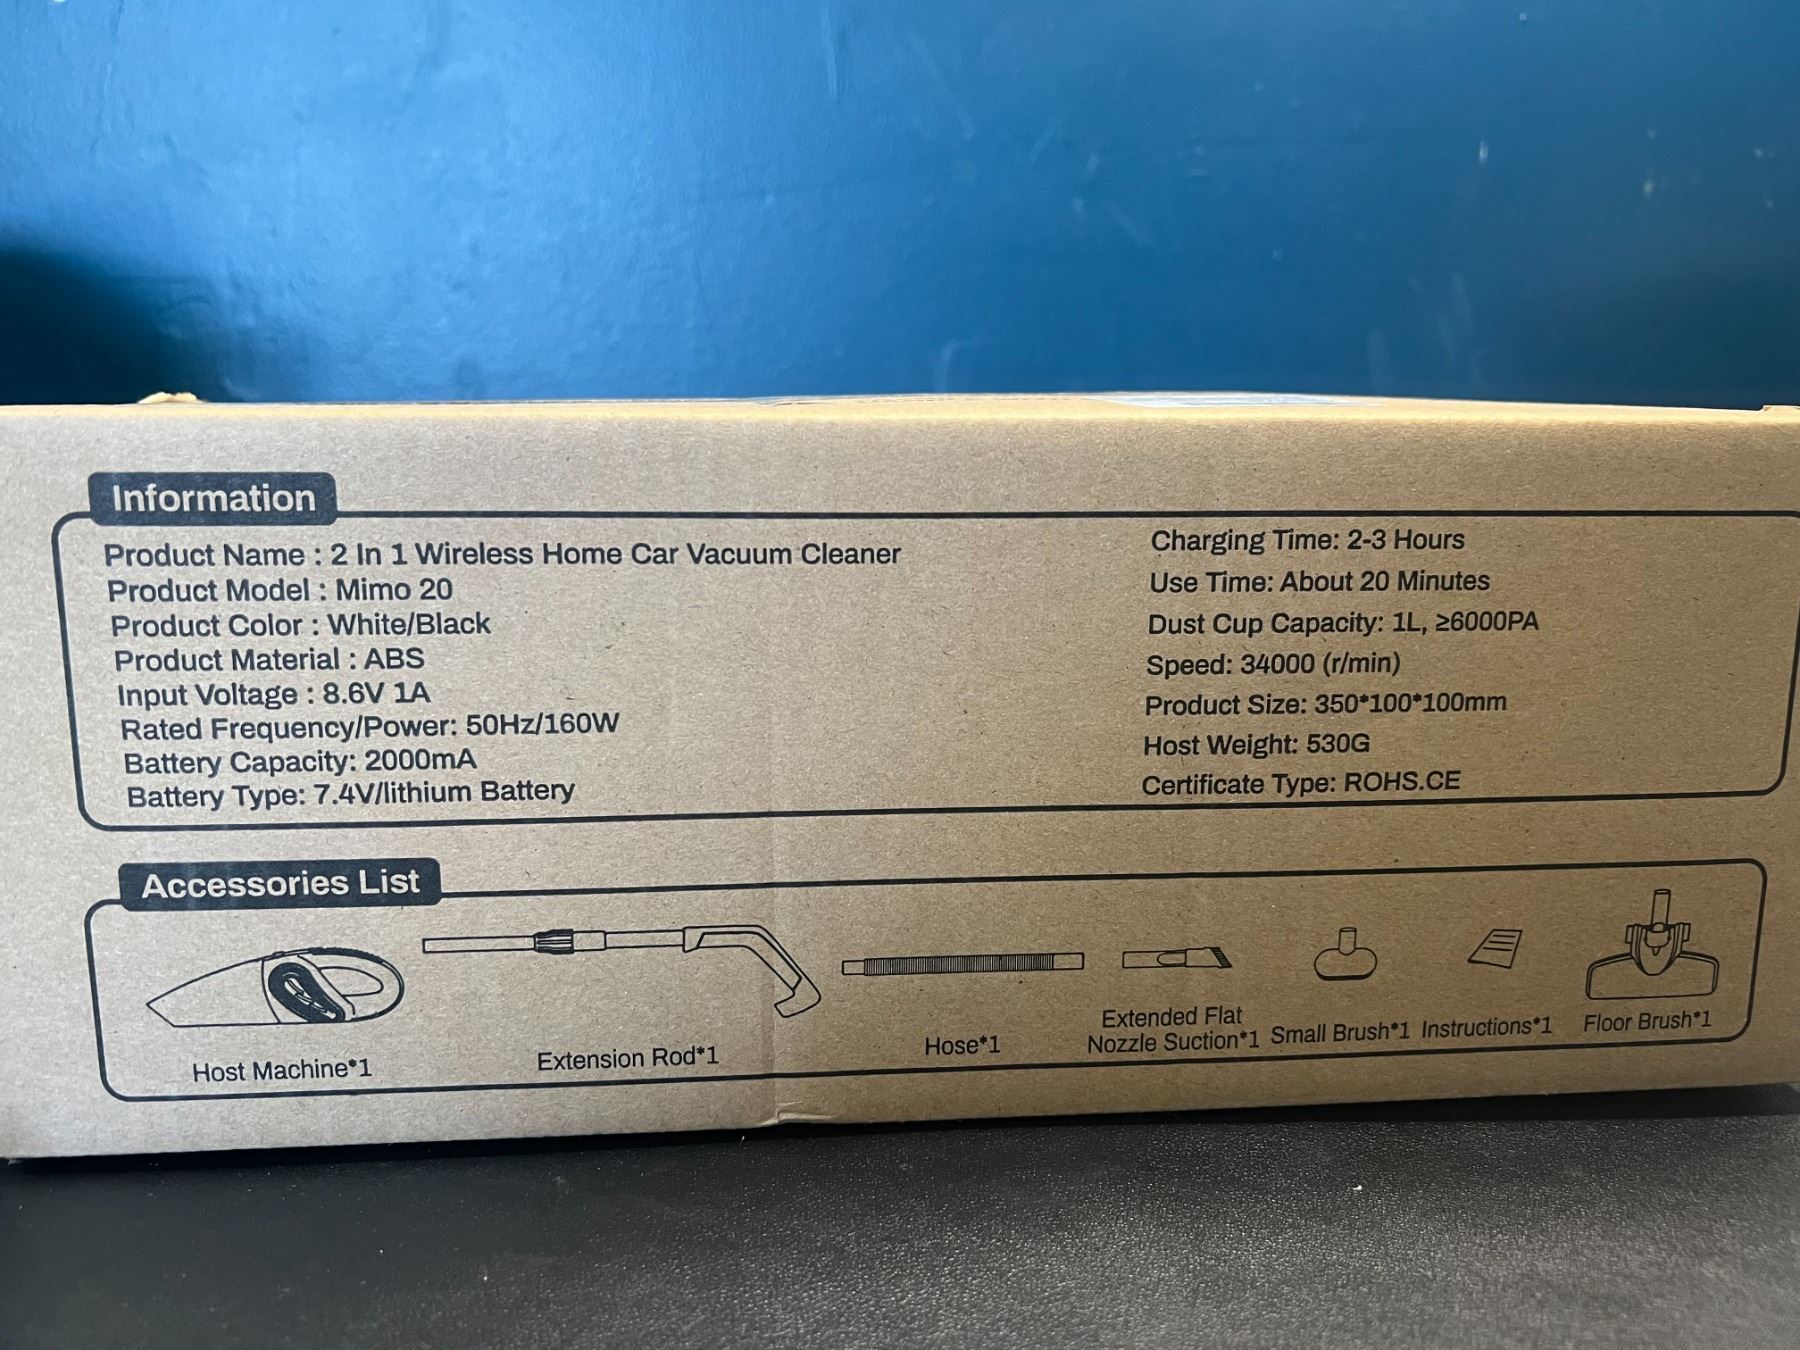 Information
Product Name : 2 In 1 Wireless Home Car Vacuum Cleaner
Product Model : Mimo 20
Product Color : White/Black
Product Material : ABS
Input Voltage : 8.6V 1A
Rated Frequency/Power: 50Hz/160W
Battery Capacity: 2000mA
Battery Type: 7.4V/lithium Battery
Charging Time: 2-3 Hours
Use Time: About 20 Minutes
Dust Cup Capacity: 1L, ≥6000PA
Speed: 34000 (r/min)
Product Size: 350*100*100mm
Host Weight: 530G
Certificate Type: ROHS.CE
Accessories List
Host Machine*1
Extension Rod*1
Hose*1
Extended Flat
Nozzle Suction*1
Small Brush*1
Instructions*1
Floor Brush*1